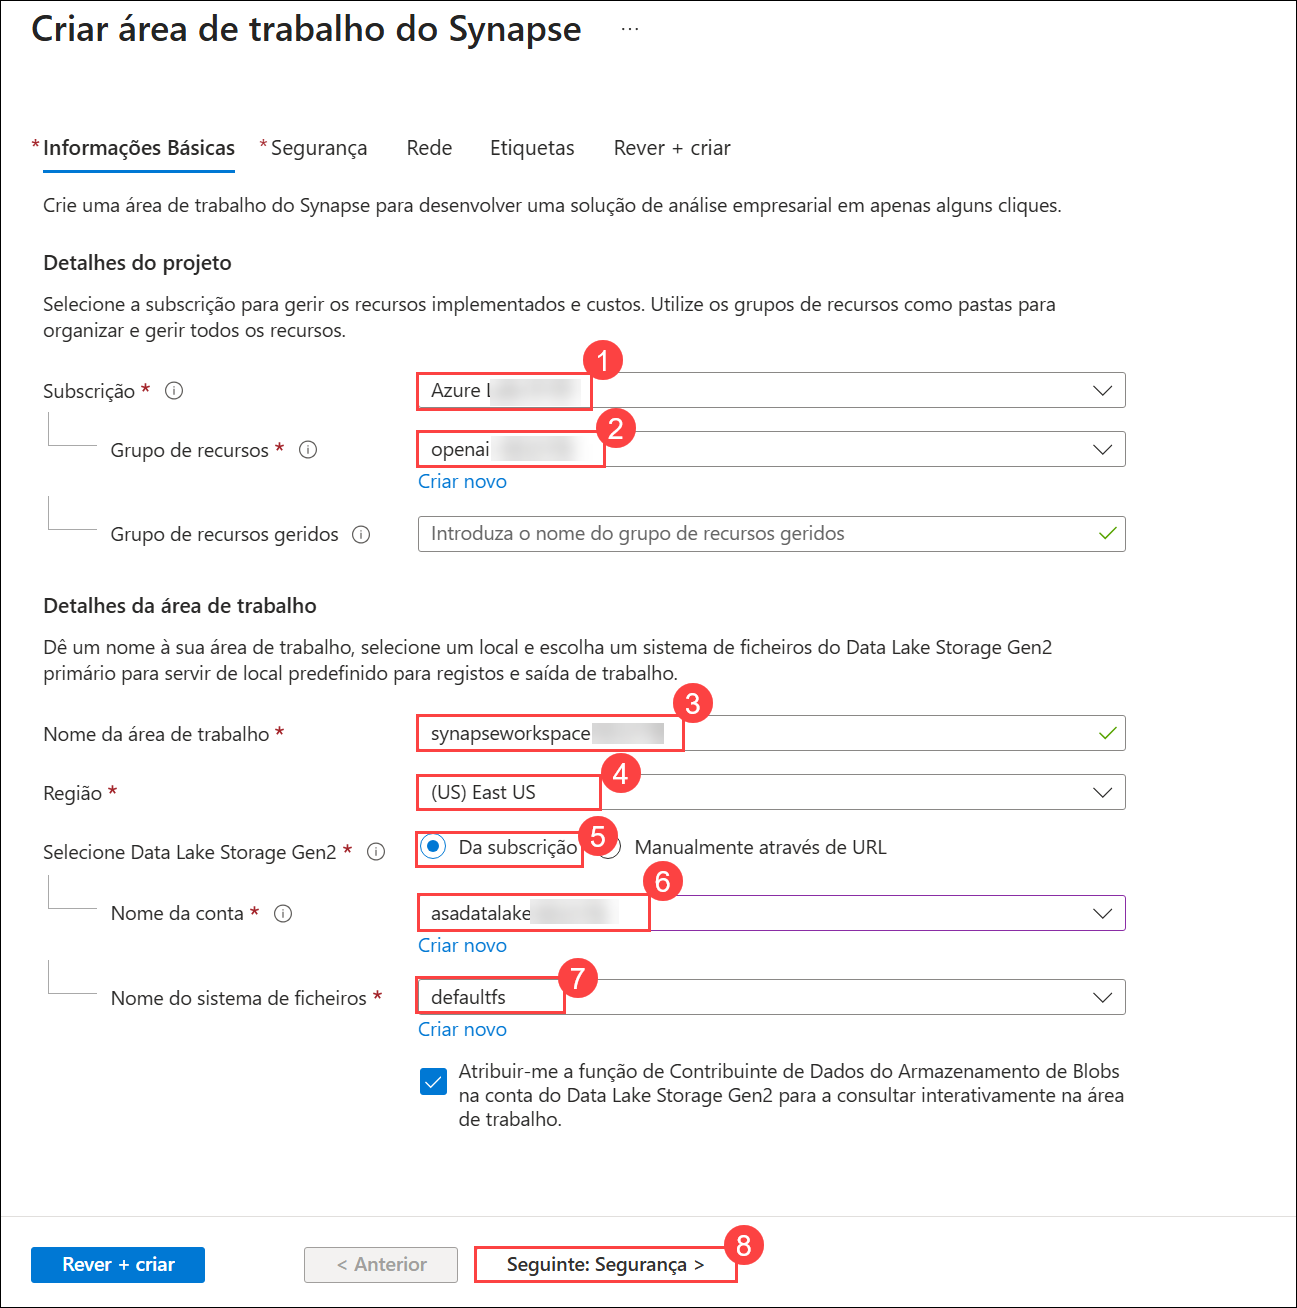 Criar área de trabalho do Synapse ...
* Informações Básicas * Segurança Rede Etiquetas Rever + criar
Crie uma área de trabalho do Synapse para desenvolver uma solução de análise empresarial em apenas alguns cliques.
Detalhes do projeto
Selecione a subscrição para gerir os recursos implementados e custos. Utilize os grupos de recursos como pastas para
organizar e gerir todos os recursos.
1
Subscrição * Azure
2
Grupo de recursos * openai
Criar novo
Grupo de recursos geridos Introduza o nome do grupo de recursos geridos
Detalhes da área de trabalho
Dê um nome à sua área de trabalho, selecione um local e escolha um sistema de ficheiros do Data Lake Storage Gen2
primário para servir de local predefinido para registos e saída de trabalho.
3
Nome da área de trabalho * synapseworkspace
4
Região * (US) East US
Selecione Data Lake Storage Gen2 * Da subscrição 5 Manualmente através de URL
6
Nome da conta * asadatalake
Criar novo
7
Nome do sistema de ficheiros * defaultfs
Criar novo
Atribuir-me a função de Contribuinte de Dados do Armazenamento de Blobs
na conta do Data Lake Storage Gen2 para a consultar interativamente na área
de trabalho.
8
Rever + criar < Anterior Seguinte: Segurança >